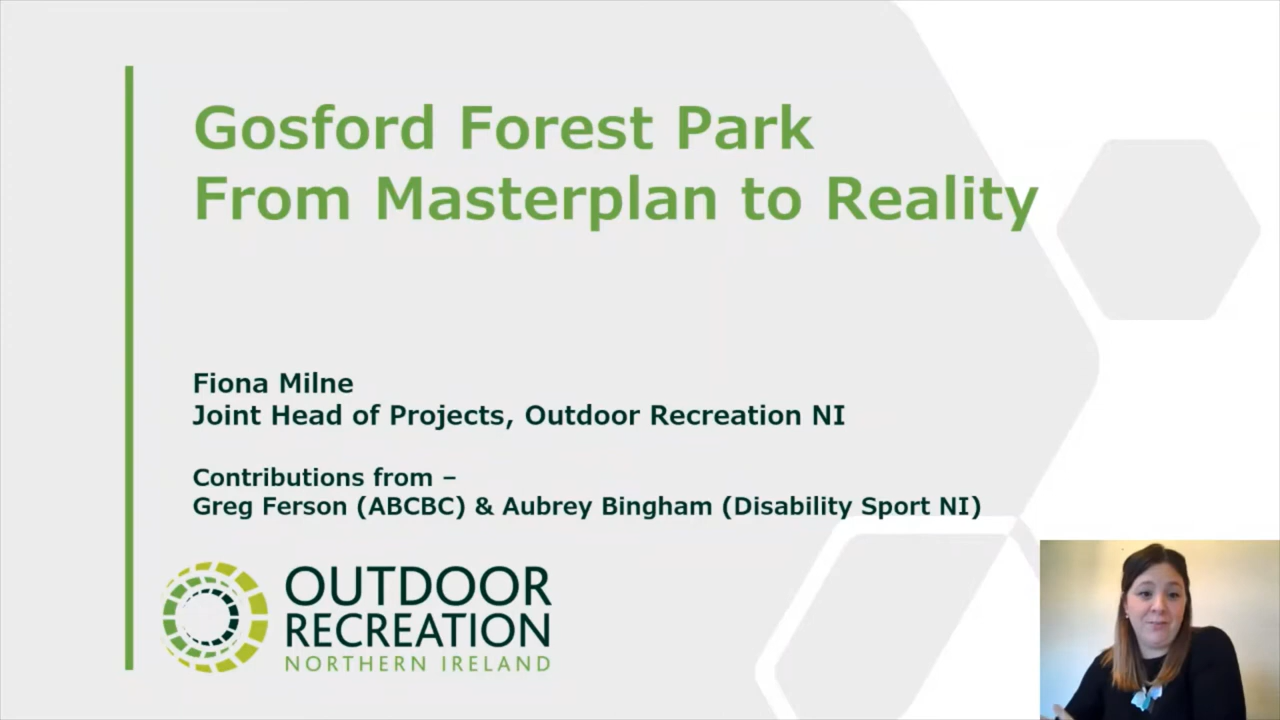 Gosford Forest Park
From Masterplan to Reality
Fiona Milne
Joint Head of Projects, Outdoor Recreation NI
Contributions from –
Greg Ferson (ABCBC) & Aubrey Bingham (Disability Sport NI)
OUTDOOR
RECREATION
NORTHERN IRELAND